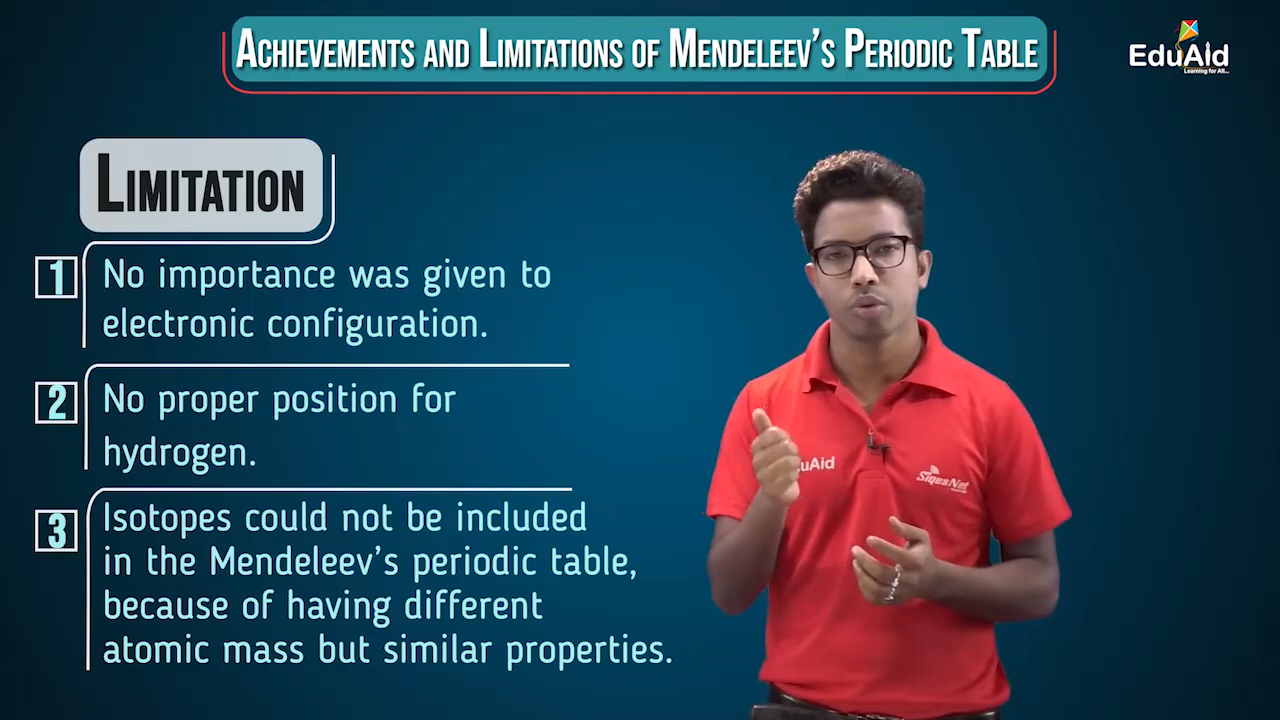 Achievements and Limitations of Mendeleev's Periodic Table
EduAid
Learning for All...
Limitation
1 No importance was given to
electronic configuration.
2 No proper position for
hydrogen.
3 Isotopes could not be included
in the Mendeleev's periodic table,
because of having different
atomic mass but similar properties.
uAid
SiqesNet